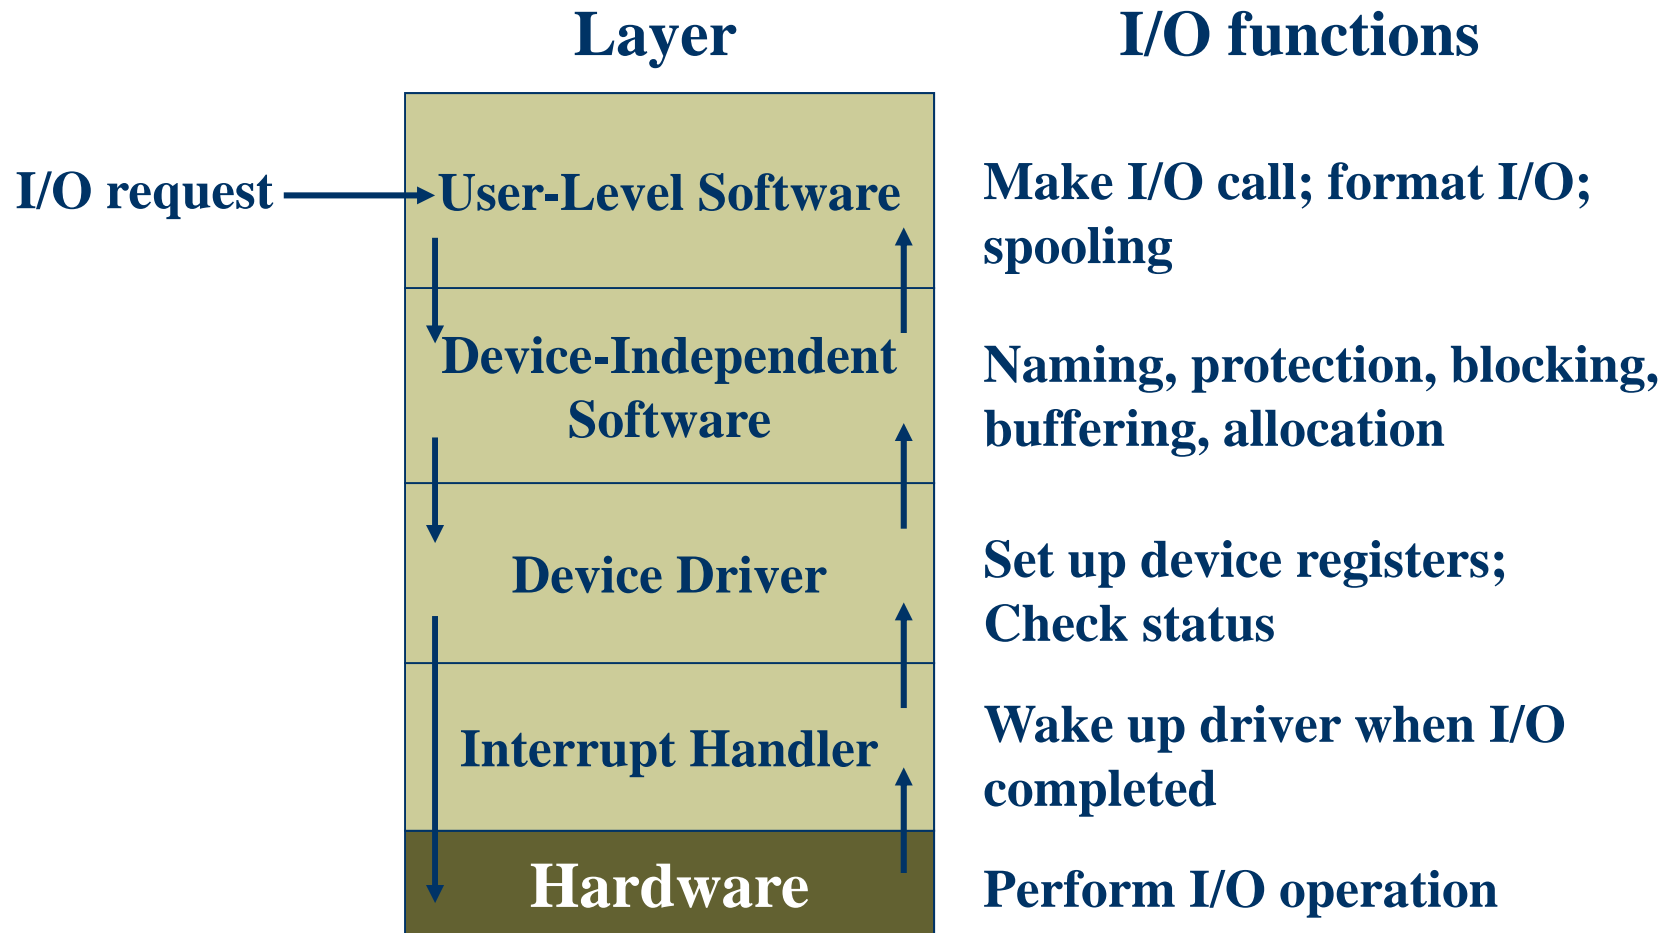 Layer
I/O functions
I/O request
User-Level Software
Make I/O call; format I/O;
spooling
Device-Independent
Software
Naming, protection, blocking,
buffering, allocation
Device Driver
Set up device registers;
Check status
Interrupt Handler
Wake up driver when I/O
completed
Hardware
Perform I/O operation